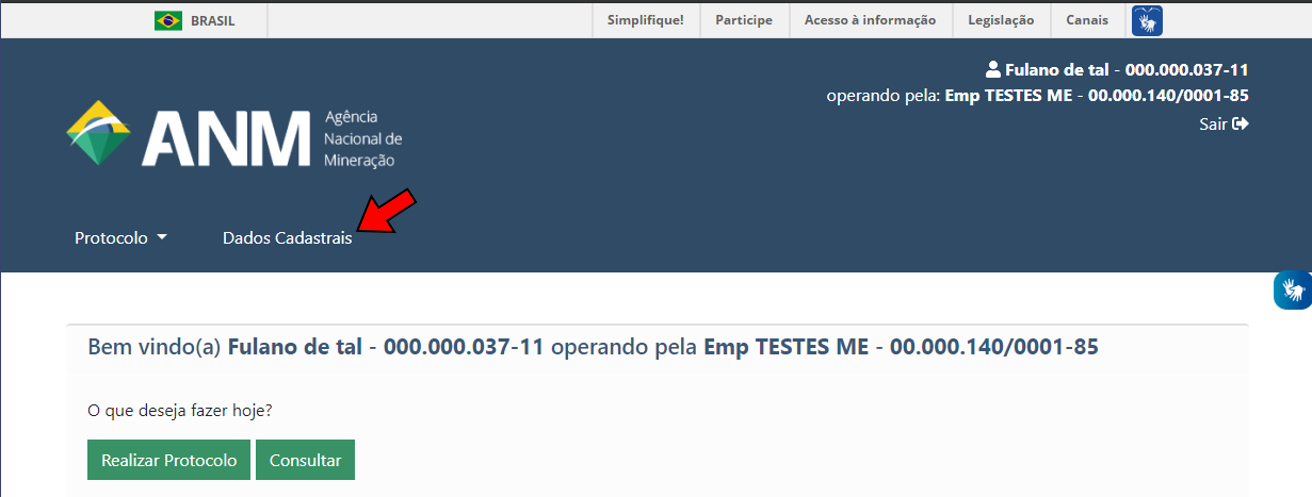 BRASIL Simplifique! Participe Acesso à informação Legislação Canais
Fulano de tal - 000.000.037-11
operando pela: Emp TESTES ME - 00.000.140/0001-85
Sair
ANM
Agência
Nacional de
Mineração
Protocolo Dados Cadastrais
Bem vindo(a) Fulano de tal - 000.000.037-11 operando pela Emp TESTES ME - 00.000.140/0001-85
O que deseja fazer hoje?
Realizar Protocolo Consultar